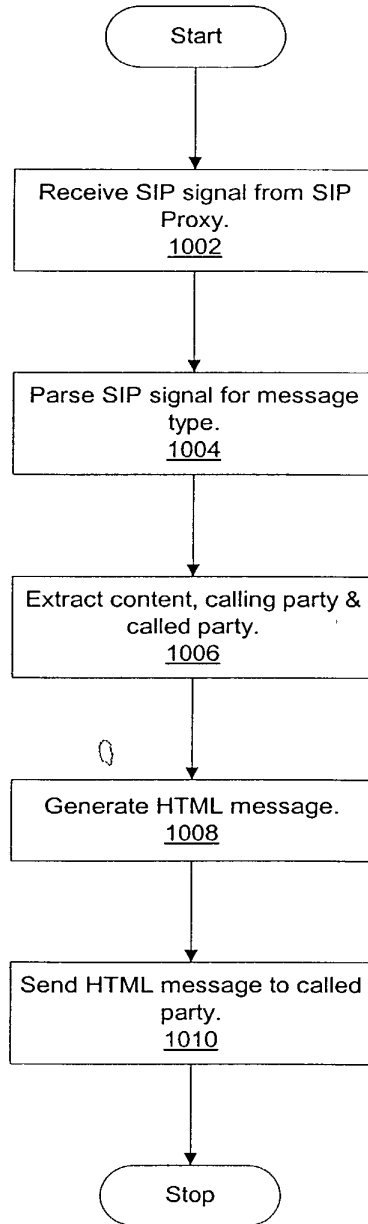 Start
Receive SIP signal from SIP
Proxy.
1002
Parse SIP signal for message
type.
1004
Extract content, calling party &
called party.
1006
Generate HTML message.
1008
Send HTML message to called
party.
1010
Stop